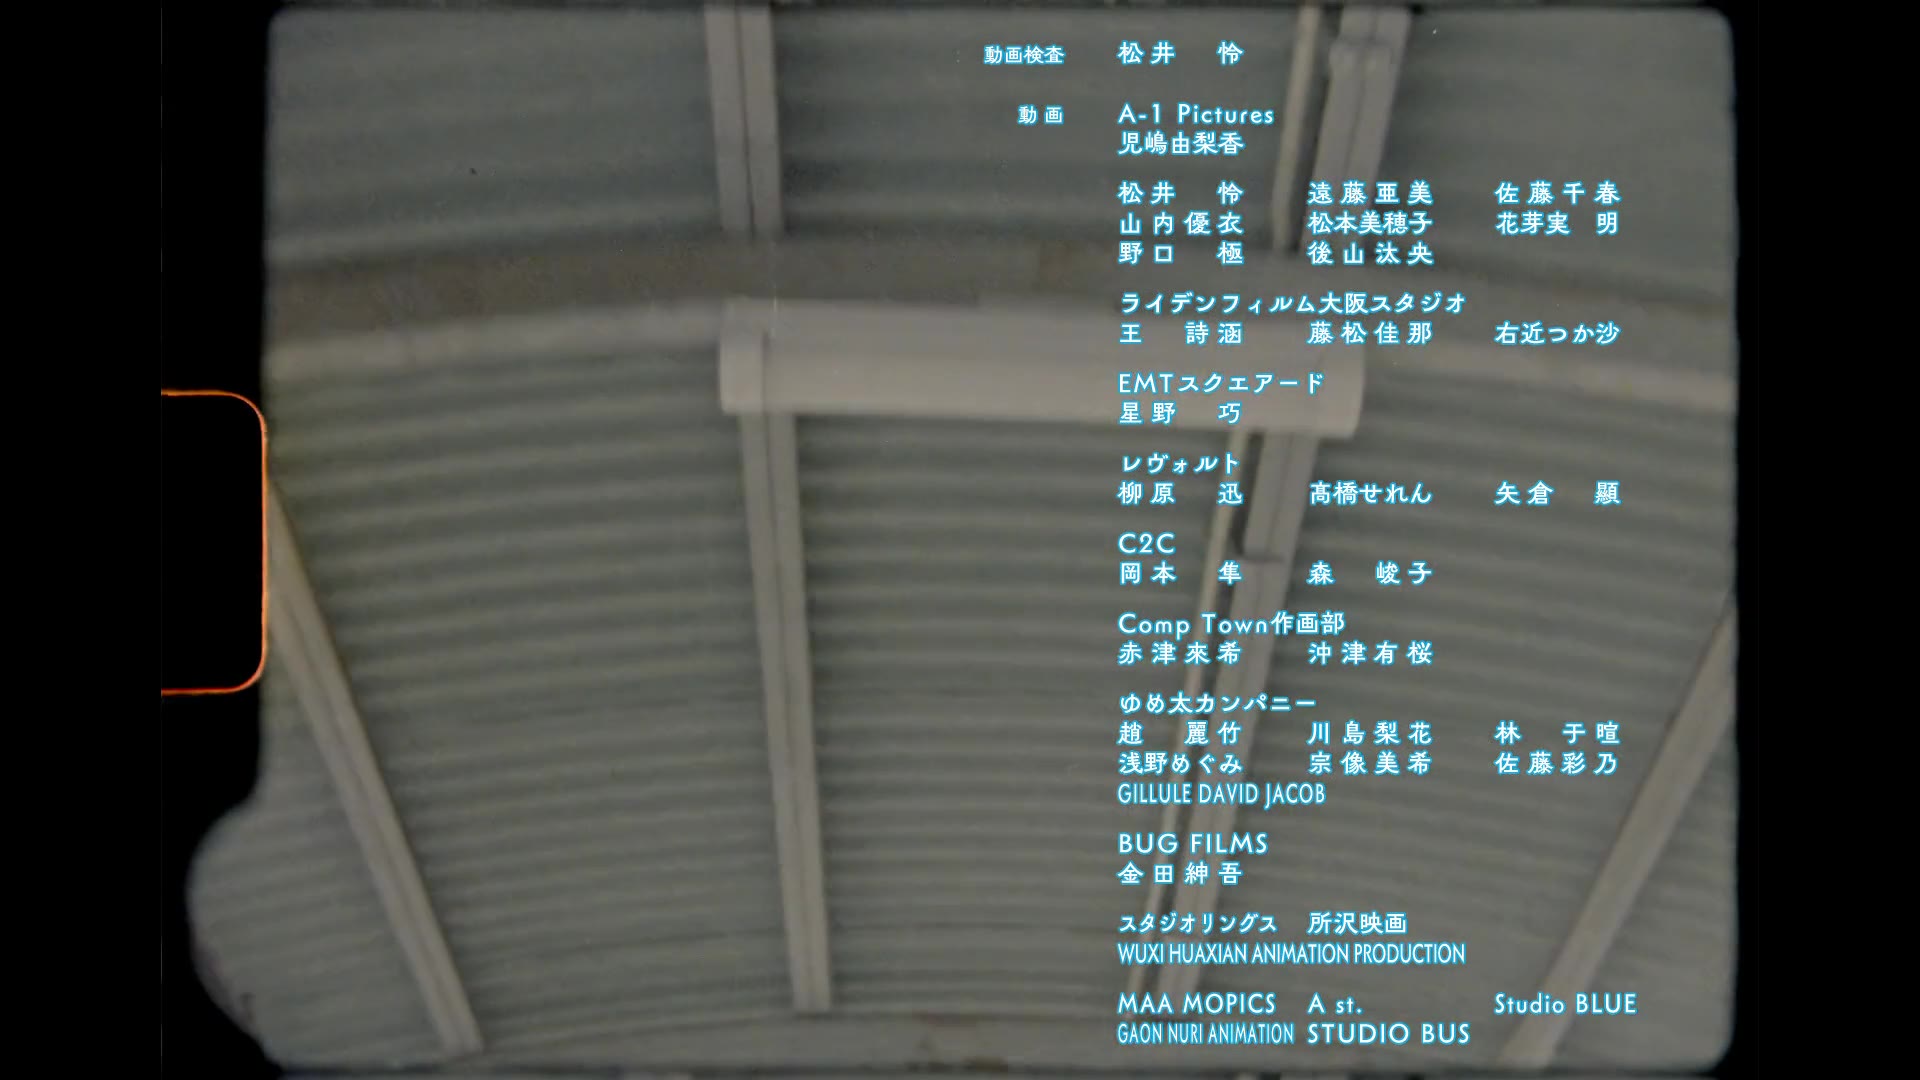 動画検査 松井 怜
動画 A-1 Pictures
児嶋由梨香
松井 怜 遠藤亜美 佐藤千春
山内優衣 松本美穂子 花芽実 明
野口 極 後山汰央
ライデンフィルム大阪スタジオ
王 詩涵 藤松佳那 右近つか沙
EMTスクエアード
星野 巧
レヴォルト
柳原 迅 髙橋せれん 矢倉 顕
C2C
岡本 隼 森 峻子
Comp Town作画部
赤津來希 沖津有桜
ゆめ太カンパニー
趙 麗竹 川島梨花 林 于暄
浅野めぐみ 宗像美希 佐藤彩乃
GILLULE DAVID JACOB
BUG FILMS
金田紳吾
スタジオリングス 所沢映画
WUXI HUAXIAN ANIMATION PRODUCTION
MAA MOPICS A st. Studio BLUE
GAON NURI ANIMATION STUDIO BUS